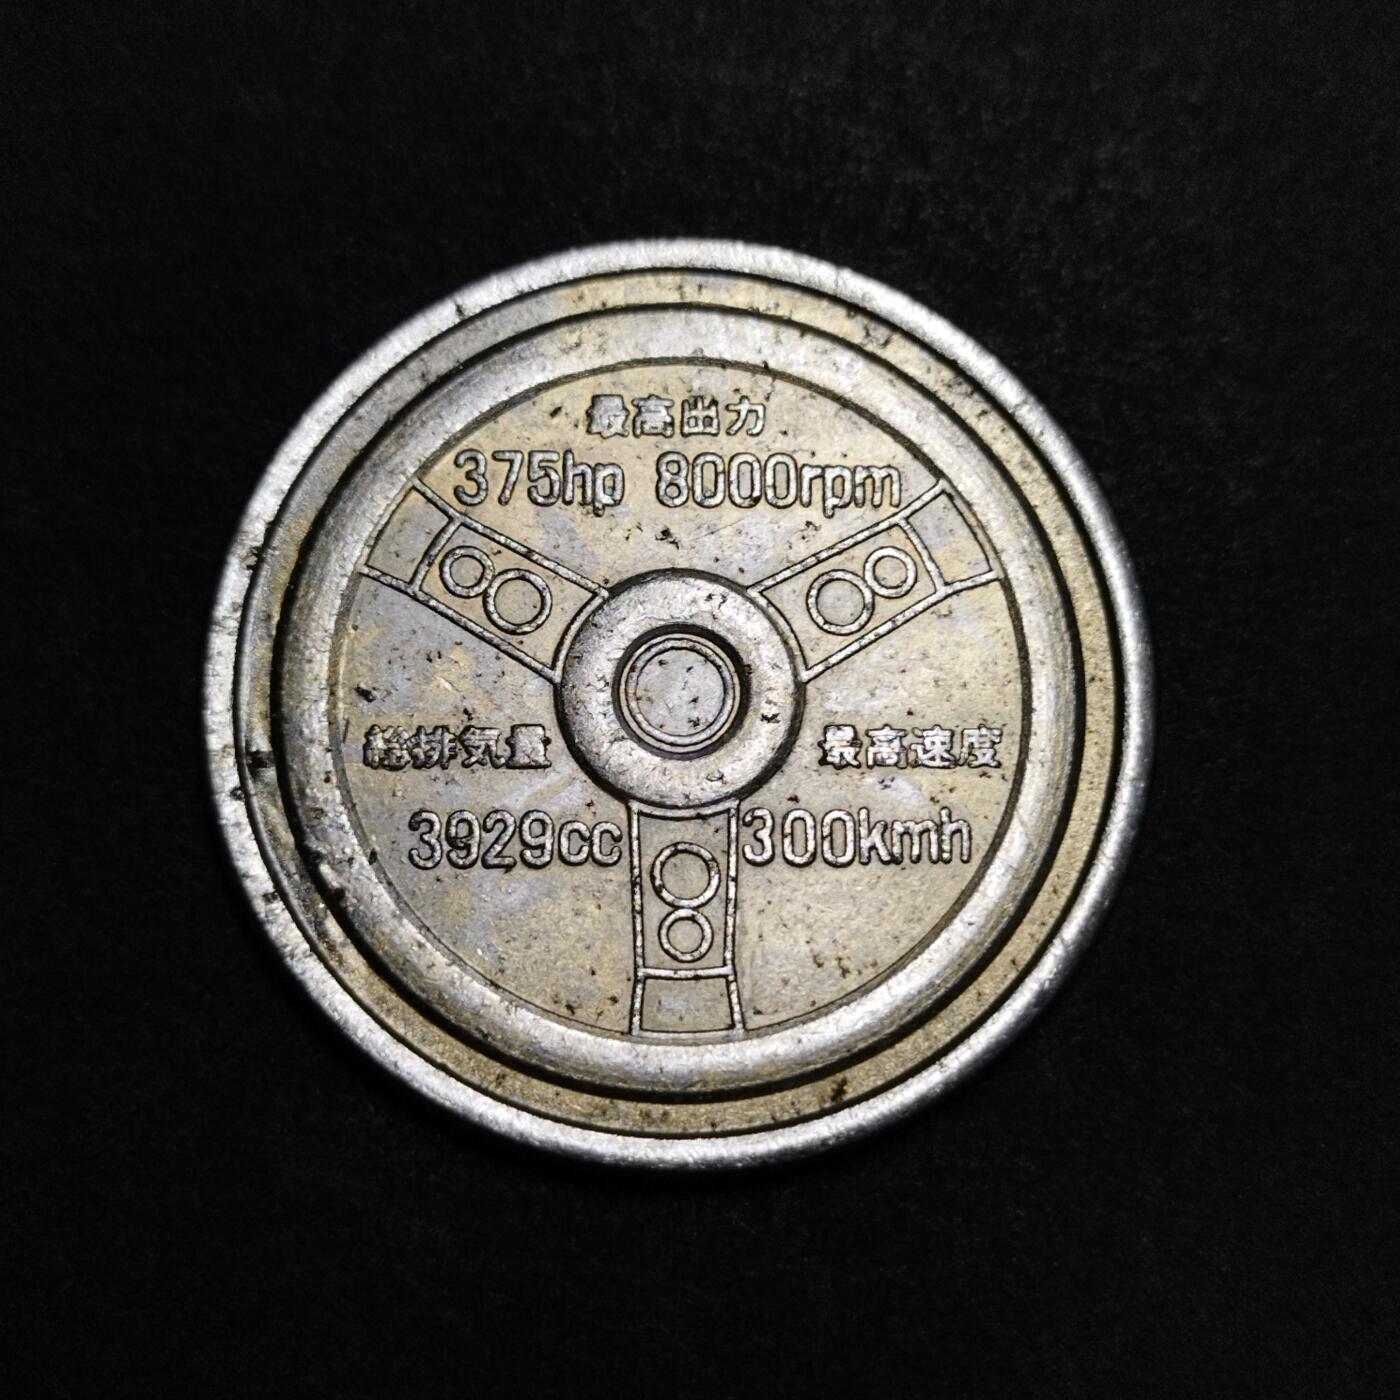 最高出力
375hp 8000rpm
総排気量
3929cc
最高速度
300kmh